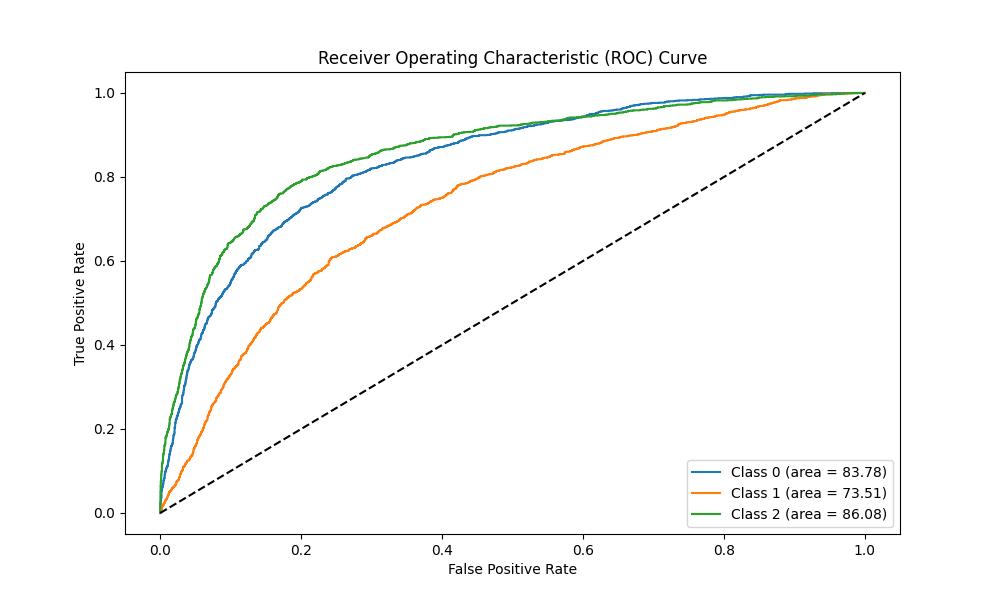 Receiver Operating Characteristic (ROC) Curve
True Positive Rate
1.0
0.8
0.6
0.4
0.2
0.0
Class 0 (area = 83.78)
Class 1 (area = 73.51)
Class 2 (area = 86.08)
0.0 0.2 0.4 0.6 0.8 1.0
False Positive Rate